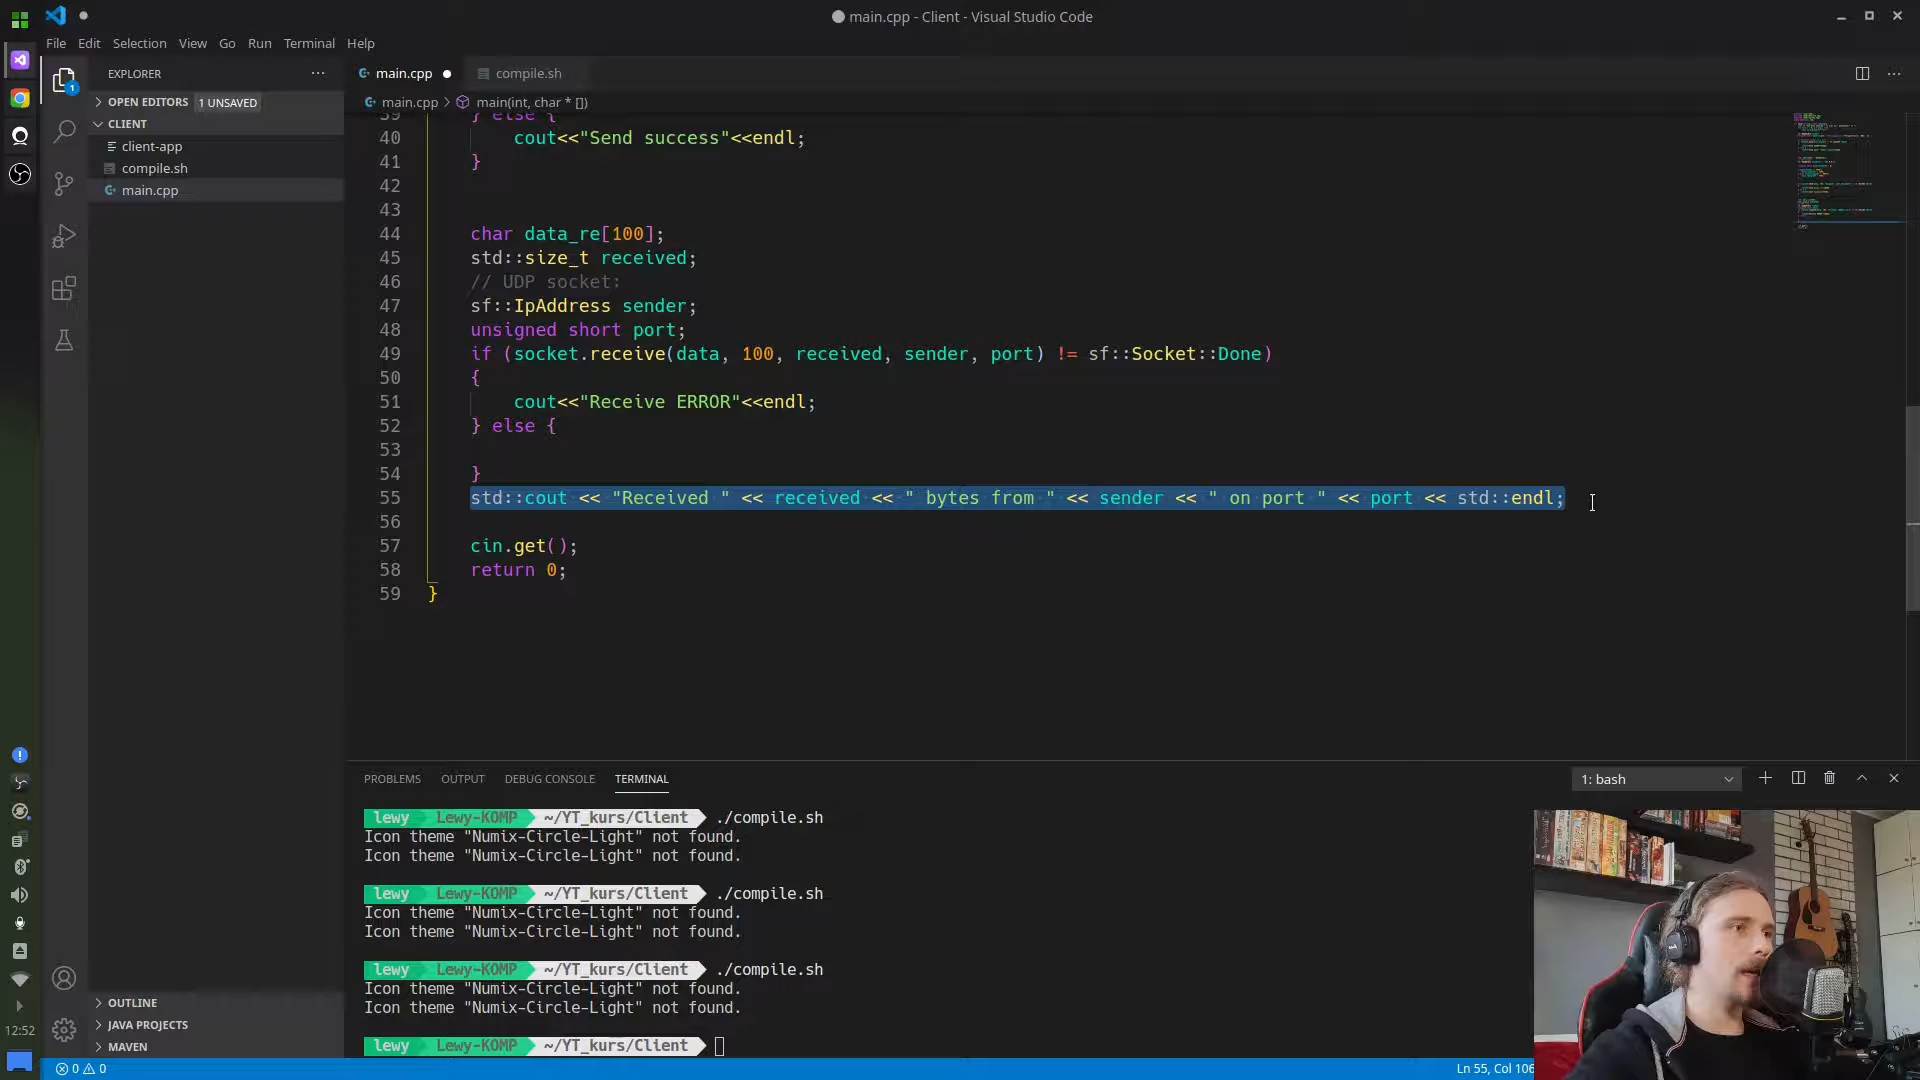 main.cpp - Client - Visual Studio Code
File Edit Selection View Go Run Terminal Help
EXPLORER
OPEN EDITORS 1 UNSAVED
CLIENT
client-app
compile.sh
main.cpp
OUTLINE
JAVA PROJECTS
MAVEN
1
12:52
main.cpp compile.sh
main.cpp > main(int, char * [])
39 } else {
40 cout<<"Send success"<<endl;
41 }
42
43
44 char data_re[100];
45 std::size_t received;
46 // UDP socket:
47 sf::IpAddress sender;
48 unsigned short port;
49 if (socket.receive(data, 100, received, sender, port) != sf::Socket::Done)
50 {
51 cout<<"Receive ERROR"<<endl;
52 } else {
53
54 }
55 std::cout << "Received " << received << " bytes from " << sender << " on port " << port << std::endl;
56
57 cin.get();
58 return 0;
59 }
PROBLEMS OUTPUT DEBUG CONSOLE TERMINAL
1: bash
lewy Lewy-KOMP ~/YT_kurs/Client ./compile.sh
Icon theme "Numix-Circle-Light" not found.
Icon theme "Numix-Circle-Light" not found.
lewy Lewy-KOMP ~/YT_kurs/Client ./compile.sh
Icon theme "Numix-Circle-Light" not found.
Icon theme "Numix-Circle-Light" not found.
lewy Lewy-KOMP ~/YT_kurs/Client ./compile.sh
Icon theme "Numix-Circle-Light" not found.
Icon theme "Numix-Circle-Light" not found.
lewy Lewy-KOMP ~/YT_kurs/Client
0 0
Ln 55, Col 106